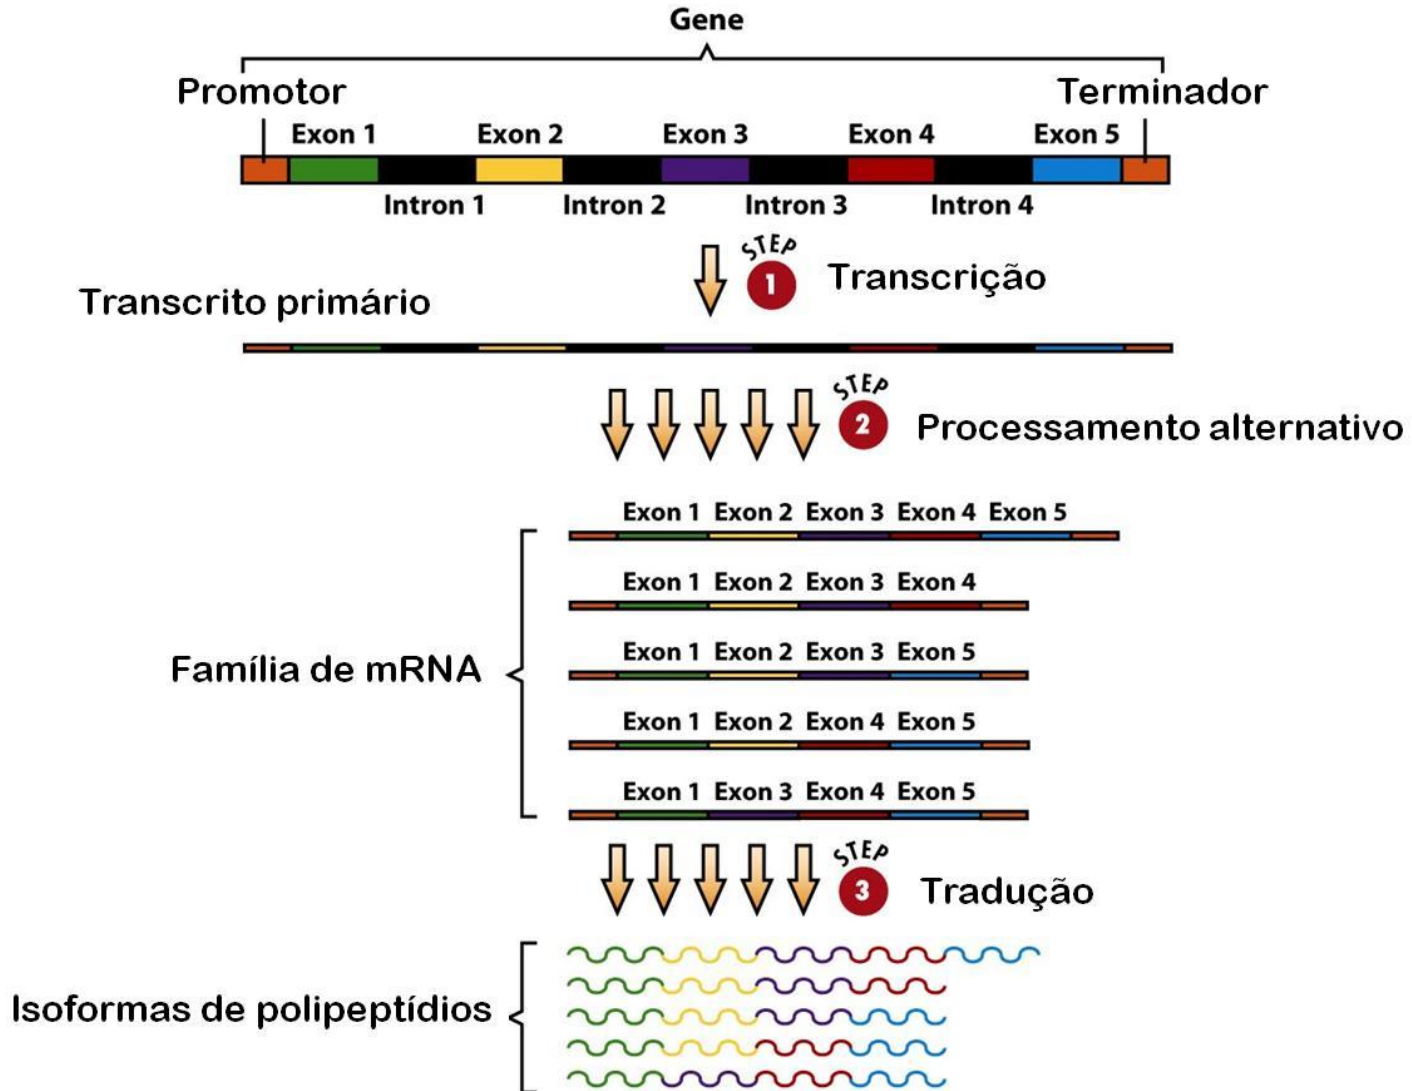 Gene
Promotor
Terminador
Exon 1 Exon 2 Exon 3 Exon 4 Exon 5
Intron 1 Intron 2 Intron 3 Intron 4
STEP 1 Transcrição
Transcrito primário
STEP 2 Processamento alternativo
Exon 1 Exon 2 Exon 3 Exon 4 Exon 5
Exon 1 Exon 2 Exon 3 Exon 4
Família de mRNA
Exon 1 Exon 2 Exon 3 Exon 5
Exon 1 Exon 2 Exon 4 Exon 5
Exon 1 Exon 3 Exon 4 Exon 5
STEP 3 Tradução
Isoformas de polipeptídios